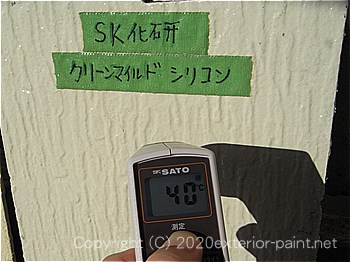 SK化研
クリーンマイルド シリコン
SK SATO
40℃
測定
Copyright (C) 2020exterior-paint.net